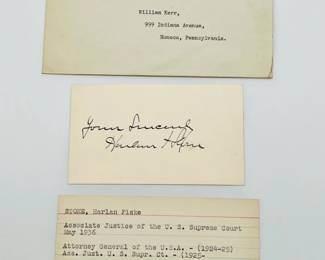 William Kerr,
999 Indiana Avenue,
Monaca, Pennsylvania.
Yours Sincerely
Harlan F. Stone
STONE, Harlan Fiske
Associate Justice of the U. S. Supreme Court
May 1936
Attorney General of the U.S.A. - (1924-25)
Ass. Just. U. S. Supr. Ct. - (1925-